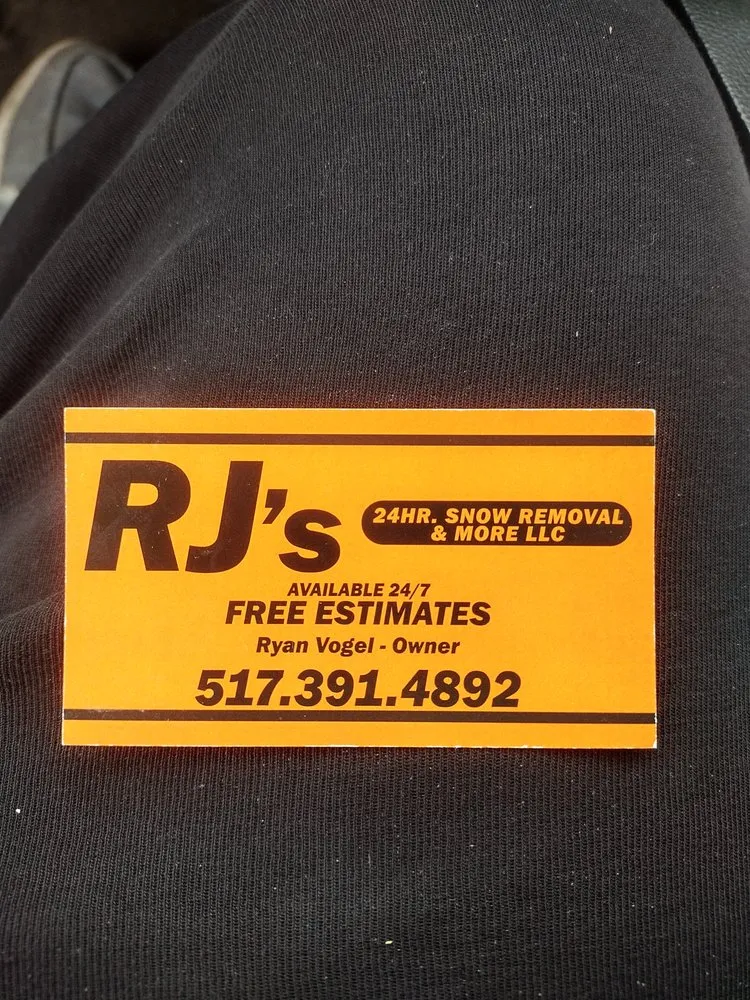 RJ's
24HR. SNOW REMOVAL
& MORE LLC
AVAILABLE 24/7
FREE ESTIMATES
Ryan Vogel - Owner
517.391.4892